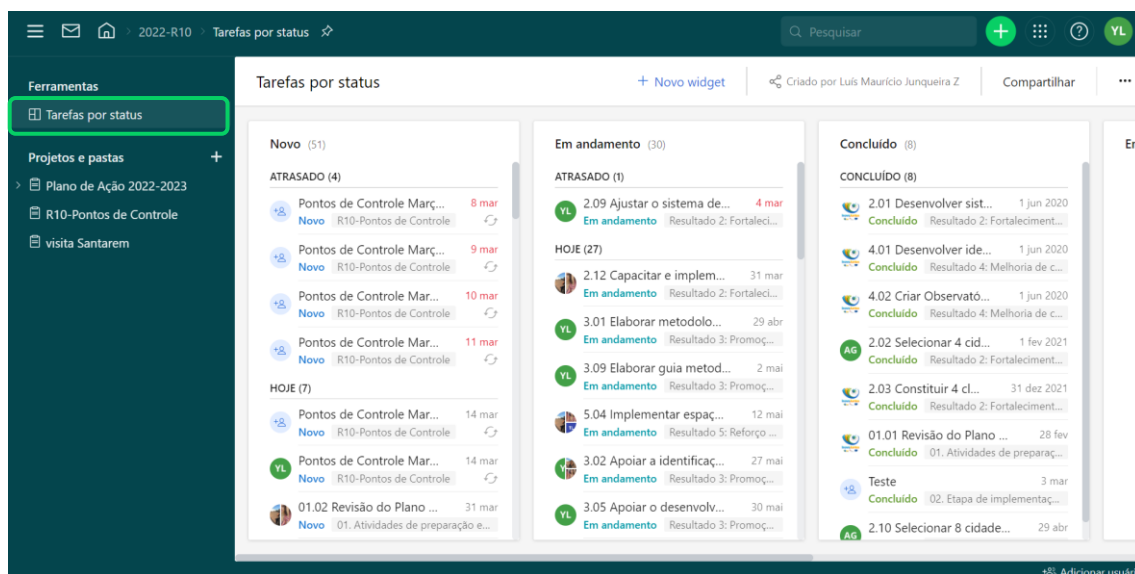 2022-R10 > Tarefas por status
Pesquisar
YL
Ferramentas
Tarefas por status
Projetos e pastas
Plano de Ação 2022-2023
R10-Pontos de Controle
visita Santarem
Tarefas por status
+ Novo widget
Criado por Luís Maurício Junqueira Z
Compartilhar
Novo (51)
ATRASADO (4)
Pontos de Controle Març... 8 mar
Novo R10-Pontos de Controle
Pontos de Controle Març... 9 mar
Novo R10-Pontos de Controle
Pontos de Controle Mar... 10 mar
Novo R10-Pontos de Controle
Pontos de Controle Mar... 11 mar
Novo R10-Pontos de Controle
HOJE (7)
Pontos de Controle Mar... 14 mar
Novo R10-Pontos de Controle
YL Pontos de Controle Mar... 14 mar
Novo R10-Pontos de Controle
01.02 Revisão do Plano ... 31 mar
Novo 01. Atividades de preparação e...
Em andamento (30)
ATRASADO (1)
YL 2.09 Ajustar o sistema de... 4 mar
Em andamento Resultado 2: Fortaleci...
HOJE (27)
2.12 Capacitar e implem... 31 mar
Em andamento Resultado 2: Fortaleci...
YL 3.01 Elaborar metodolo... 29 abr
Em andamento Resultado 3: Promoç...
YL 3.09 Elaborar guia metod... 2 mai
Em andamento Resultado 3: Promoç...
5.04 Implementar espaç... 12 mai
Em andamento Resultado 5: Reforço ...
3.02 Apoiar a identificaç... 27 mai
Em andamento Resultado 3: Promoç...
YL 3.05 Apoiar o desenvolv... 30 mai
Em andamento Resultado 3: Promoç...
Concluído (8)
CONCLUÍDO (8)
2.01 Desenvolver sist... 1 jun 2020
Concluído Resultado 2: Fortaleciment...
4.01 Desenvolver ide... 1 jun 2020
Concluído Resultado 4: Melhoria de c...
4.02 Criar Observató... 1 jun 2020
Concluído Resultado 4: Melhoria de c...
AG 2.02 Selecionar 4 cid... 1 fev 2021
Concluído Resultado 2: Fortaleciment...
2.03 Constituir 4 cl... 31 dez 2021
Concluído Resultado 2: Fortaleciment...
01.01 Revisão do Plano ... 28 fev
Concluído 01. Atividades de preparaç...
Teste 3 mar
Concluído 02. Etapa de implementaç...
AG 2.10 Selecionar 8 cidade... 29 abr